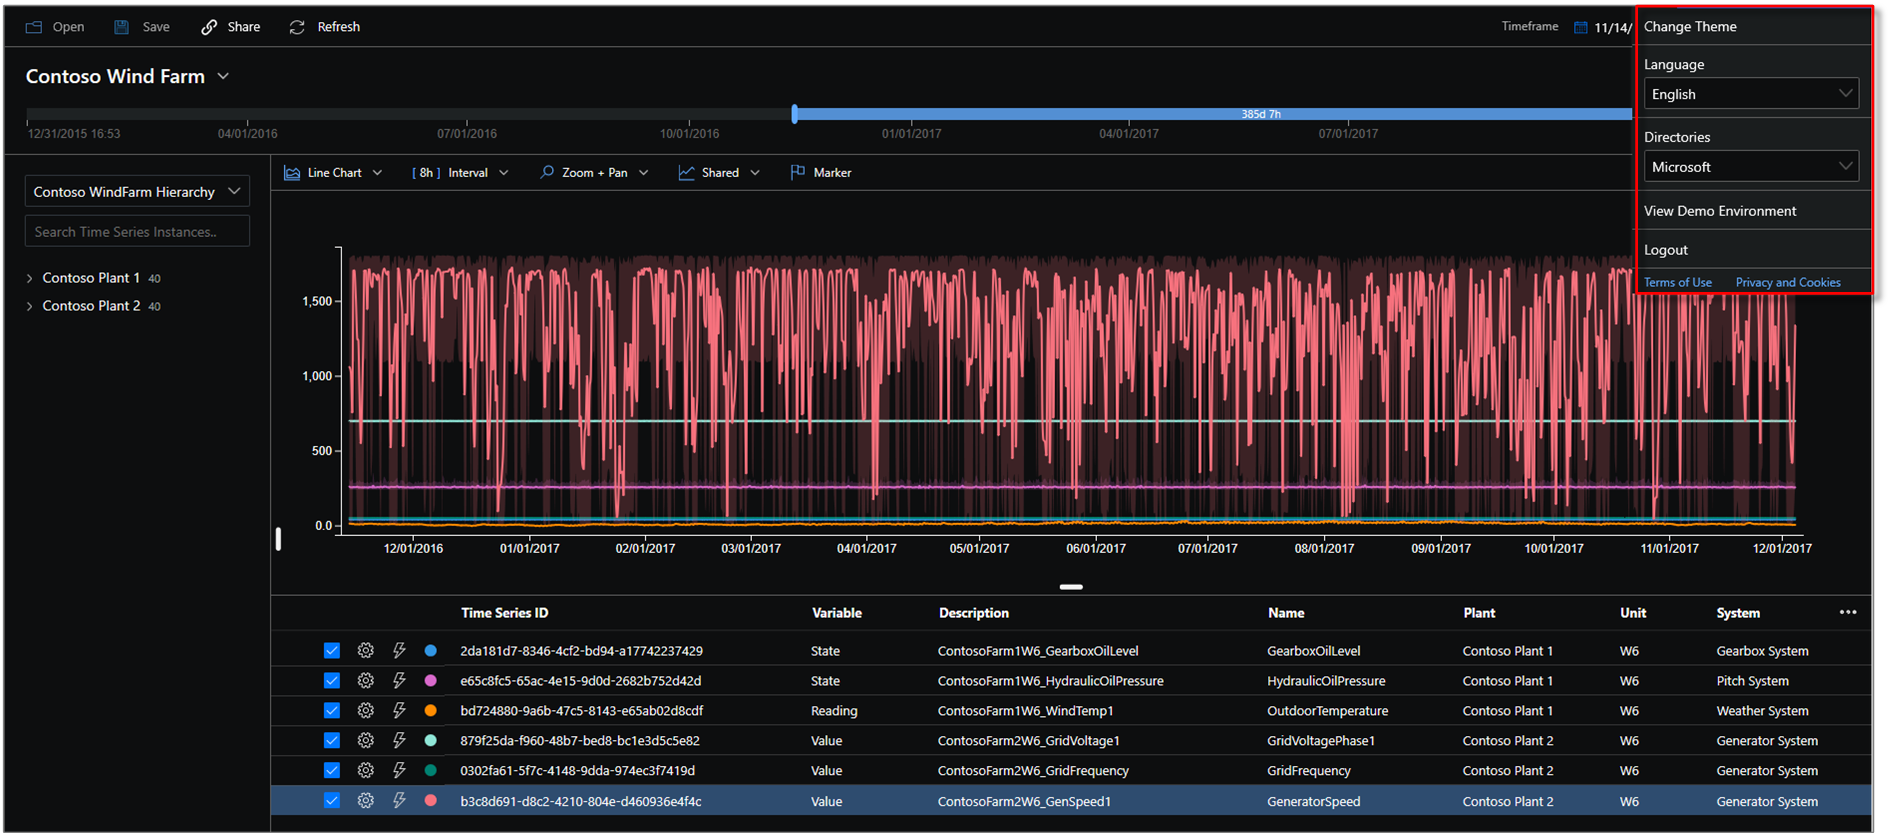 Open Save Share Refresh Timeframe 11/14/
Change Theme
Language
English
Directories
Microsoft
View Demo Environment
Logout
Terms of Use Privacy and Cookies
Contoso Wind Farm
385d 7h
12/31/2015 16:53 04/01/2016 07/01/2016 10/01/2016 01/01/2017 04/01/2017 07/01/2017
Contoso WindFarm Hierarchy
Search Time Series Instances..
Contoso Plant 1 40
Contoso Plant 2 40
Line Chart [ 8h ] Interval Zoom + Pan Shared Marker
1,500
1,000
500
0.0
12/01/2016 01/01/2017 02/01/2017 03/01/2017 04/01/2017 05/01/2017 06/01/2017 07/01/2017 08/01/2017 09/01/2017 10/01/2017 11/01/2017 12/01/2017
Time Series ID Variable Description Name Plant Unit System ...
2da181d7-8346-4cf2-bd94-a17742237429 State ContosoFarm1W6_GearboxOilLevel GearboxOilLevel Contoso Plant 1 W6 Gearbox System
e65c8fc5-65ac-4e15-9d0d-2682b752d42d State ContosoFarm1W6_HydraulicOilPressure HydraulicOilPressure Contoso Plant 1 W6 Pitch System
bd724880-9a6b-47c5-8143-e65ab02d8cdf Reading ContosoFarm1W6_WindTemp1 OutdoorTemperature Contoso Plant 1 W6 Weather System
879f25da-f960-48b7-bed8-bc1e3d5c5e82 Value ContosoFarm2W6_GridVoltage1 GridVoltagePhase1 Contoso Plant 2 W6 Generator System
0302fa61-5f7c-4148-9dda-974ec3f7419d Value ContosoFarm2W6_GridFrequency GridFrequency Contoso Plant 2 W6 Generator System
b3c8d691-d8c2-4210-804e-d460936e4f4c Value ContosoFarm2W6_GenSpeed1 GeneratorSpeed Contoso Plant 2 W6 Generator System